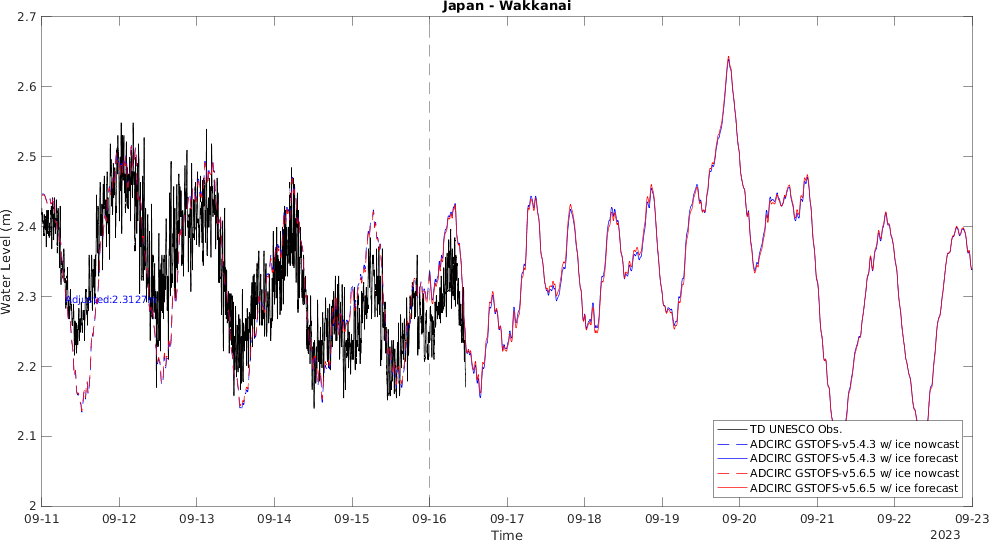 Japan - Wakkanai
Water Level (m)
2.7
2.6
2.5
2.4
2.3
2.2
2.1
2
Adjusted:2.3127
TD UNESCO Obs.
ADCIRC GSTOFS-v5.4.3 w/ ice nowcast
ADCIRC GSTOFS-v5.4.3 w/ ice forecast
ADCIRC GSTOFS-v5.6.5 w/ ice nowcast
ADCIRC GSTOFS-v5.6.5 w/ ice forecast
09-11 09-12 09-13 09-14 09-15 09-16 09-17 09-18 09-19 09-20 09-21 09-22 09-23
Time
2023